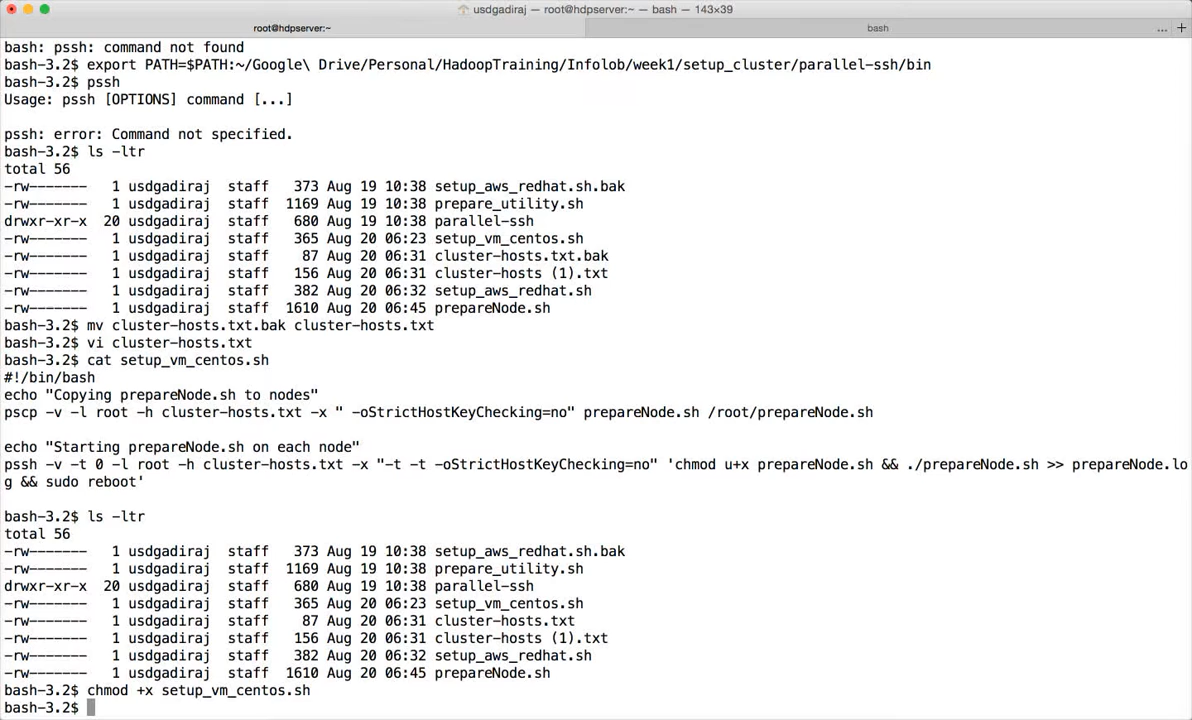 usdgadiraj — root@hdpserver:~ — bash — 143×39
root@hdpserver:~ bash ... +
bash: pssh: command not found
bash-3.2$ export PATH=$PATH:~/Google\ Drive/Personal/HadoopTraining/Infolob/week1/setup_cluster/parallel-ssh/bin
bash-3.2$ pssh
Usage: pssh [OPTIONS] command [...]
pssh: error: Command not specified.
bash-3.2$ ls -ltr
total 56
-rw------- 1 usdgadiraj staff 373 Aug 19 10:38 setup_aws_redhat.sh.bak
-rw------- 1 usdgadiraj staff 1169 Aug 19 10:38 prepare_utility.sh
drwxr-xr-x 20 usdgadiraj staff 680 Aug 19 10:38 parallel-ssh
-rw------- 1 usdgadiraj staff 365 Aug 20 06:23 setup_vm_centos.sh
-rw------- 1 usdgadiraj staff 87 Aug 20 06:31 cluster-hosts.txt.bak
-rw------- 1 usdgadiraj staff 156 Aug 20 06:31 cluster-hosts (1).txt
-rw------- 1 usdgadiraj staff 382 Aug 20 06:32 setup_aws_redhat.sh
-rw------- 1 usdgadiraj staff 1610 Aug 20 06:45 prepareNode.sh
bash-3.2$ mv cluster-hosts.txt.bak cluster-hosts.txt
bash-3.2$ vi cluster-hosts.txt
bash-3.2$ cat setup_vm_centos.sh
#!/bin/bash
echo "Copying prepareNode.sh to nodes"
pscp -v -l root -h cluster-hosts.txt -x " -oStrictHostKeyChecking=no" prepareNode.sh /root/prepareNode.sh
echo "Starting prepareNode.sh on each node"
pssh -v -t 0 -l root -h cluster-hosts.txt -x "-t -t -oStrictHostKeyChecking=no" 'chmod u+x prepareNode.sh && ./prepareNode.sh >> prepareNode.lo
g && sudo reboot'
bash-3.2$ ls -ltr
total 56
-rw------- 1 usdgadiraj staff 373 Aug 19 10:38 setup_aws_redhat.sh.bak
-rw------- 1 usdgadiraj staff 1169 Aug 19 10:38 prepare_utility.sh
drwxr-xr-x 20 usdgadiraj staff 680 Aug 19 10:38 parallel-ssh
-rw------- 1 usdgadiraj staff 365 Aug 20 06:23 setup_vm_centos.sh
-rw------- 1 usdgadiraj staff 87 Aug 20 06:31 cluster-hosts.txt
-rw------- 1 usdgadiraj staff 156 Aug 20 06:31 cluster-hosts (1).txt
-rw------- 1 usdgadiraj staff 382 Aug 20 06:32 setup_aws_redhat.sh
-rw------- 1 usdgadiraj staff 1610 Aug 20 06:45 prepareNode.sh
bash-3.2$ chmod +x setup_vm_centos.sh
bash-3.2$